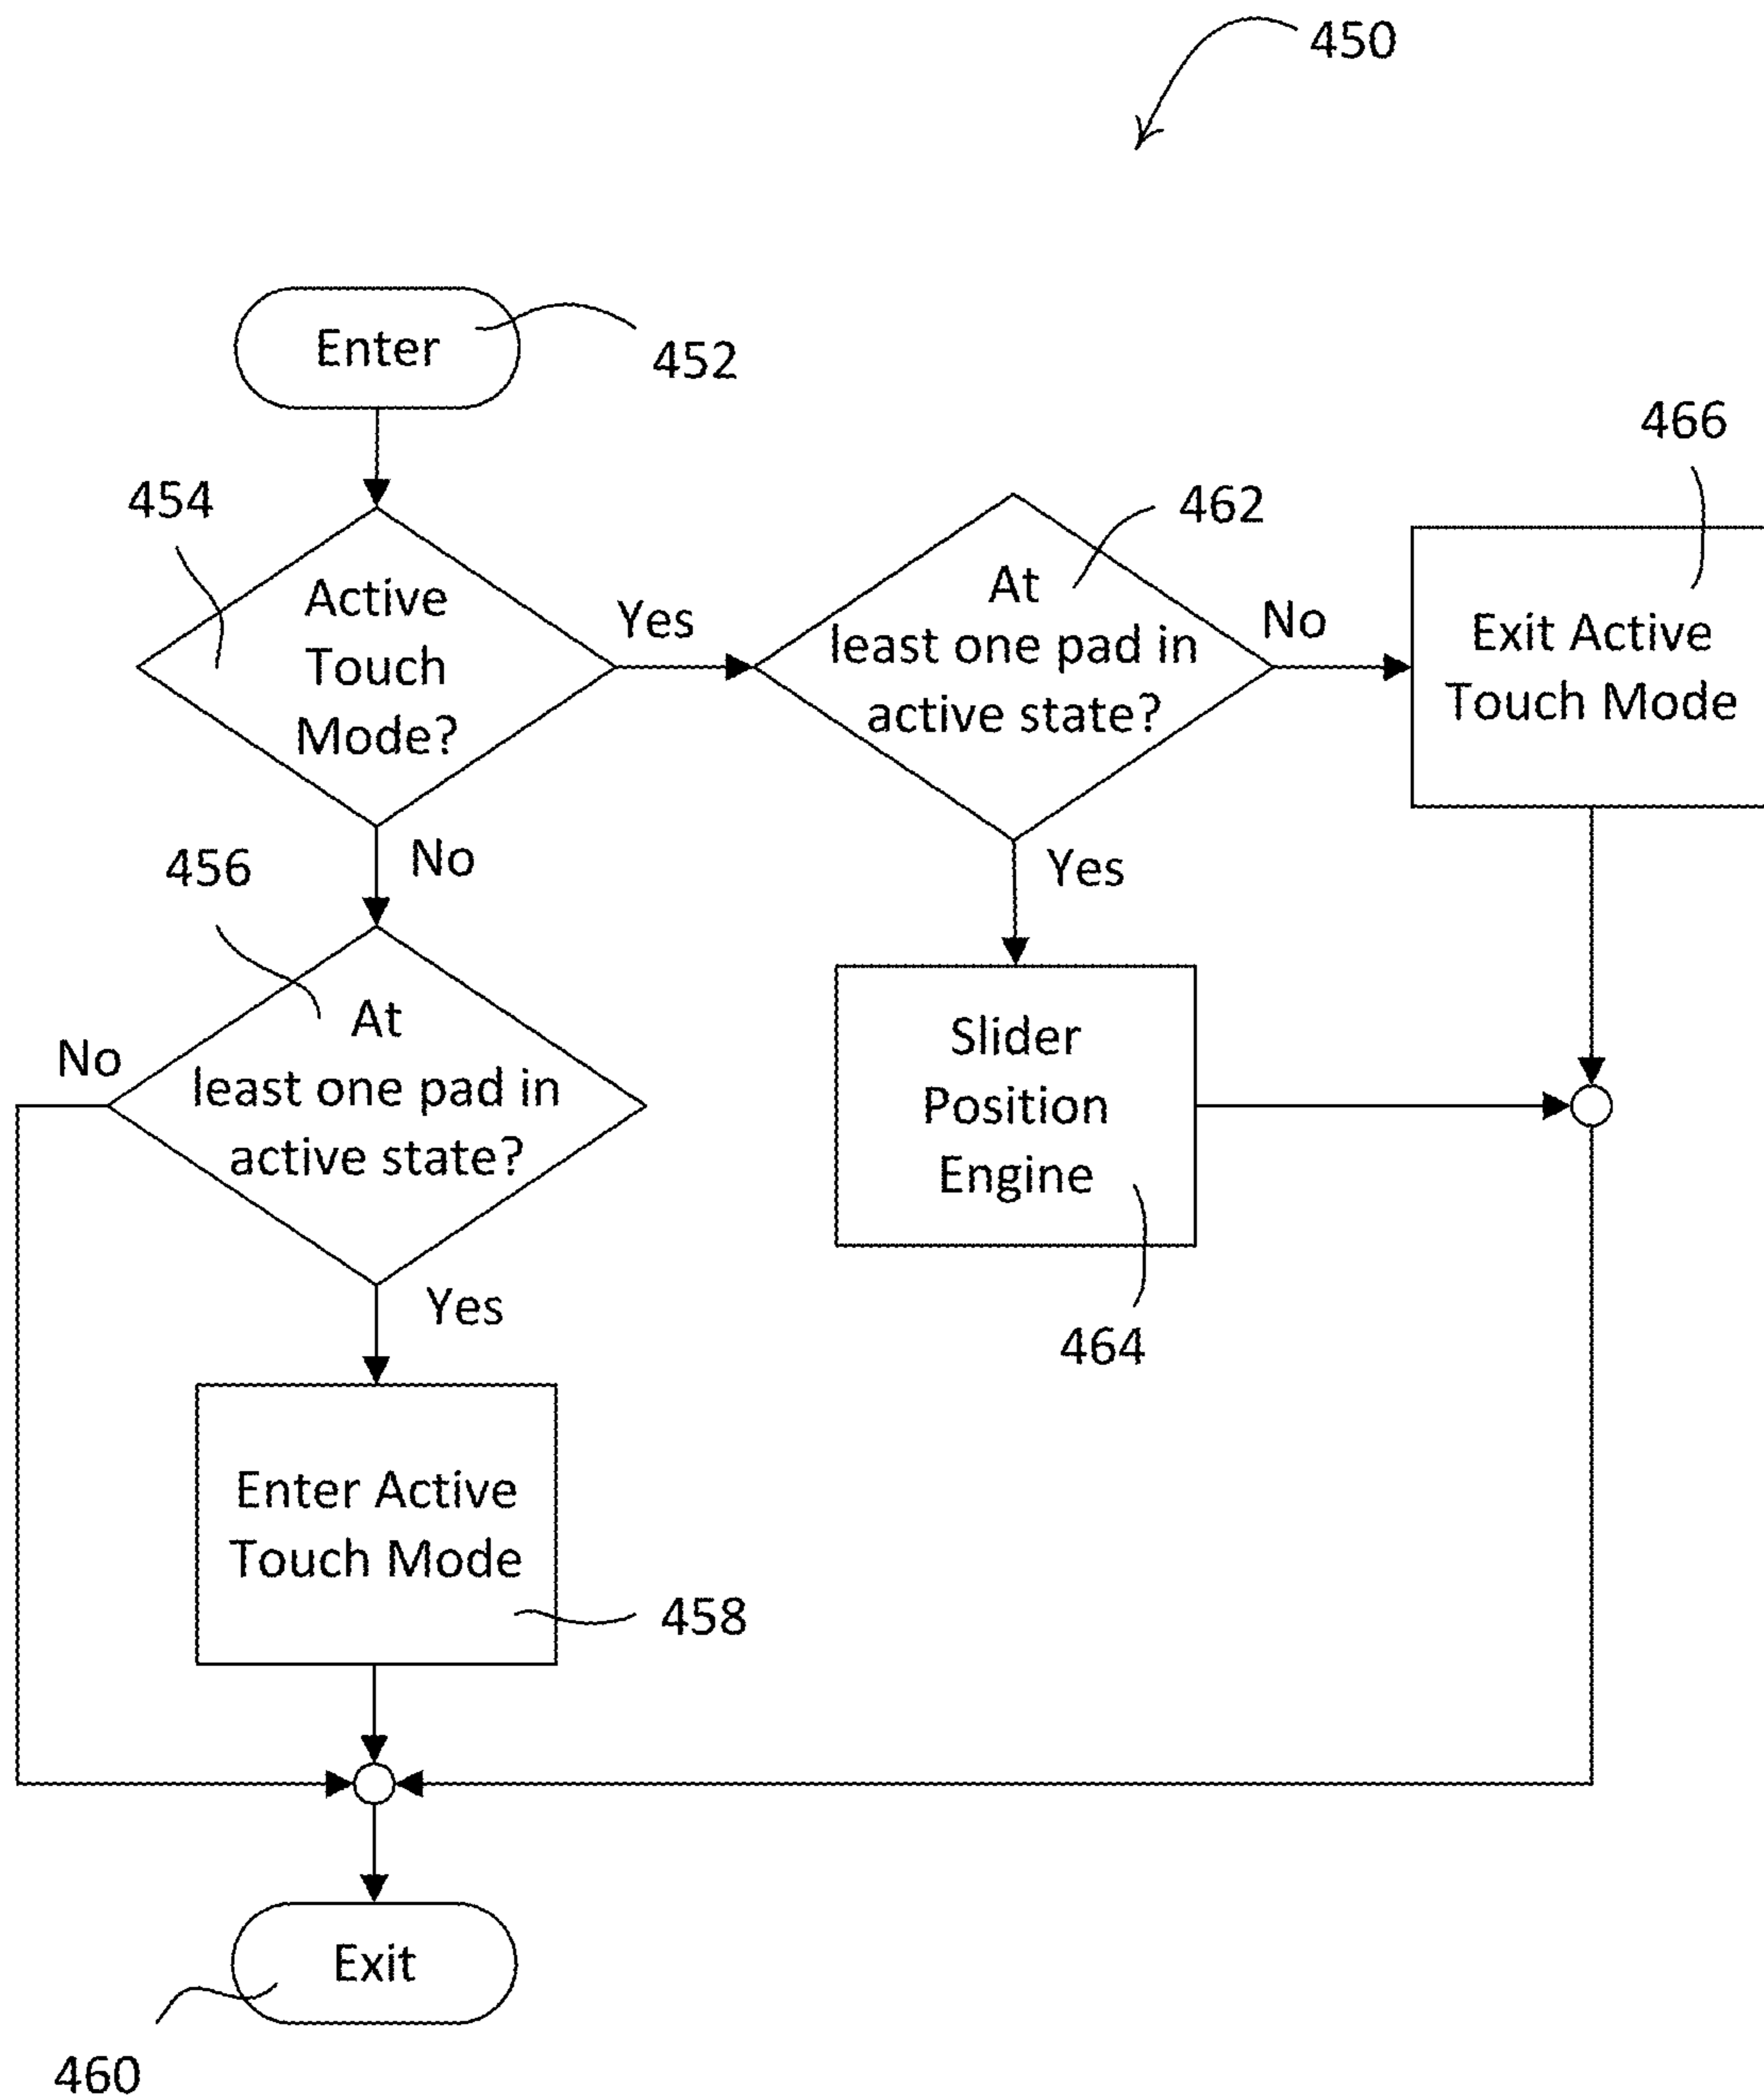 450
Enter
452
466
454
462
Active
Touch
Mode?
Yes
At
least one pad in
active state?
No
Exit Active
Touch Mode
No
456
Yes
At
least one pad in
active state?
No
Slider
Position
Engine
Yes
464
Enter Active
Touch Mode
458
Exit
460